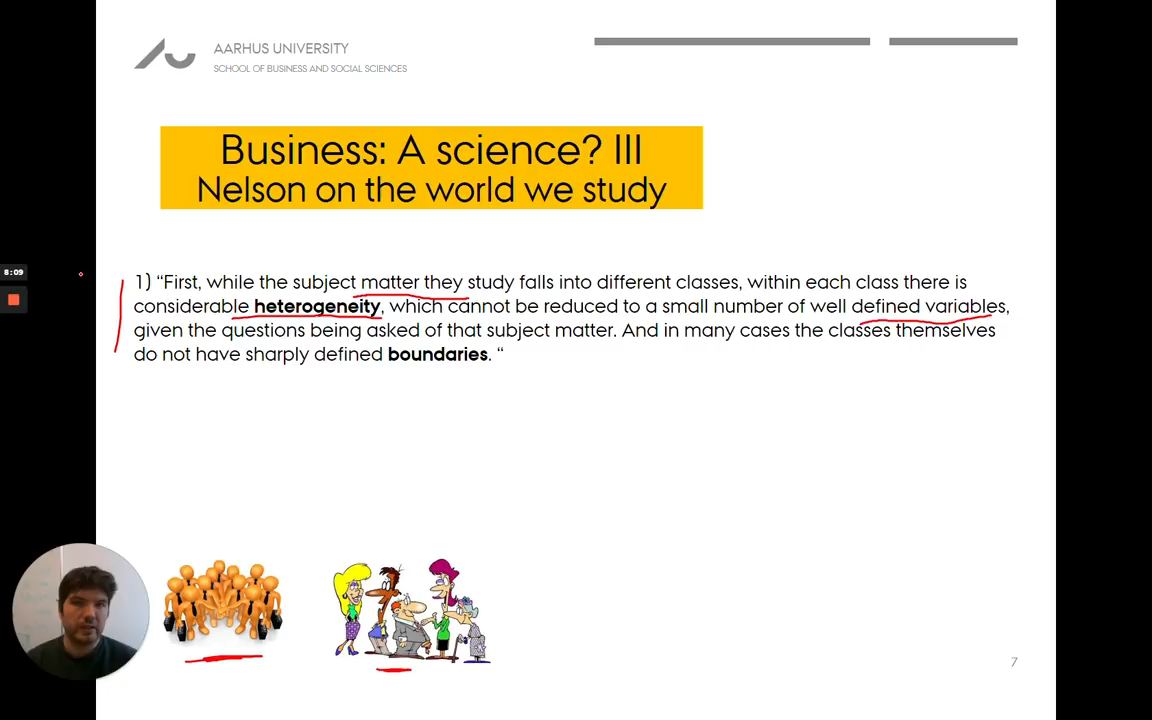 AARHUS UNIVERSITY
SCHOOL OF BUSINESS AND SOCIAL SCIENCES
Business: A science? III
Nelson on the world we study
8:09
1) “First, while the subject matter they study falls into different classes, within each class there is
considerable heterogeneity, which cannot be reduced to a small number of well defined variables,
given the questions being asked of that subject matter. And in many cases the classes themselves
do not have sharply defined boundaries. “
7